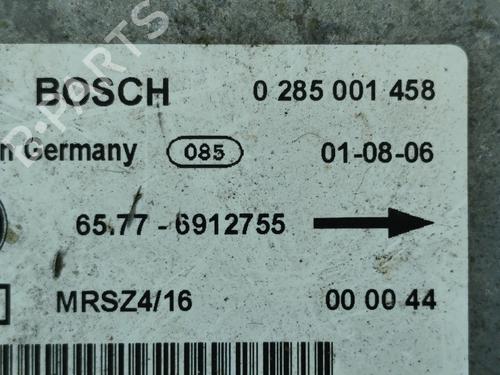 B-PARTS
BOSCH 0 285 001 458
n Germany 085 01-08-06
65.77 - 6912755
MRSZ4/16 00 00 44